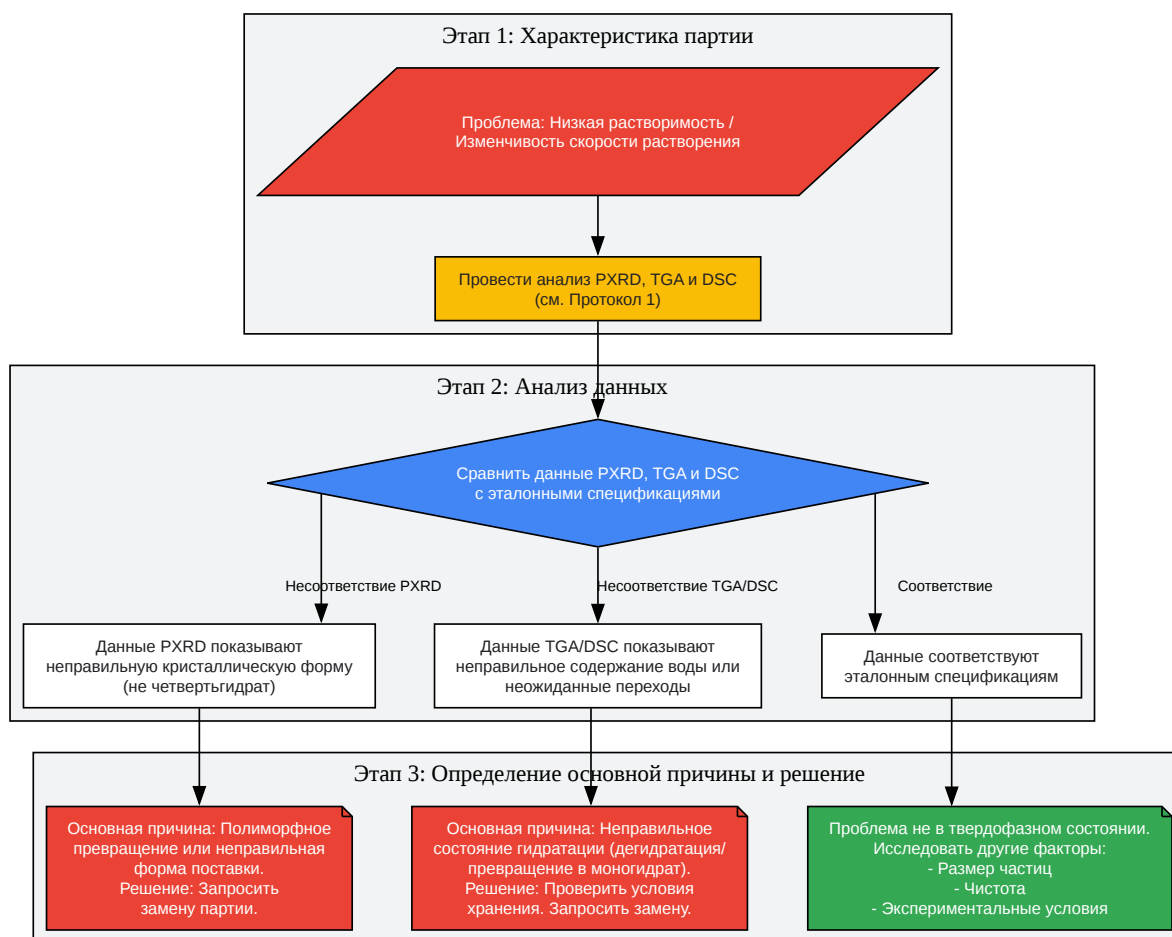 Этап 1: Характеристика партии
Проблема: Низкая растворимость /
Изменчивость скорости растворения
Провести анализ PXRD, TGA и DSC
(см. Протокол 1)
Этап 2: Анализ данных
Сравнить данные PXRD, TGA и DSC
с эталонными спецификациями
Несоответствие PXRD
Несоответствие TGA/DSC
Соответствие
Данные PXRD показывают
неправильную кристаллическую форму
(не четвертьгидрат)
Данные TGA/DSC показывают
неправильное содержание воды или
неожиданные переходы
Данные соответствуют
эталонным спецификациям
Этап 3: Определение основной причины и решение
Основная причина: Полиморфное
превращение или неправильная
форма поставки.
Решение: Запросить
замену партии.
Основная причина: Неправильное
состояние гидратации (дегидратация/
превращение в моногидрат).
Решение: Проверить условия
хранения. Запросить замену.
Проблема не в твердофазном состоянии.
Исследовать другие факторы:
- Размер частиц
- Чистота
- Экспериментальные условия